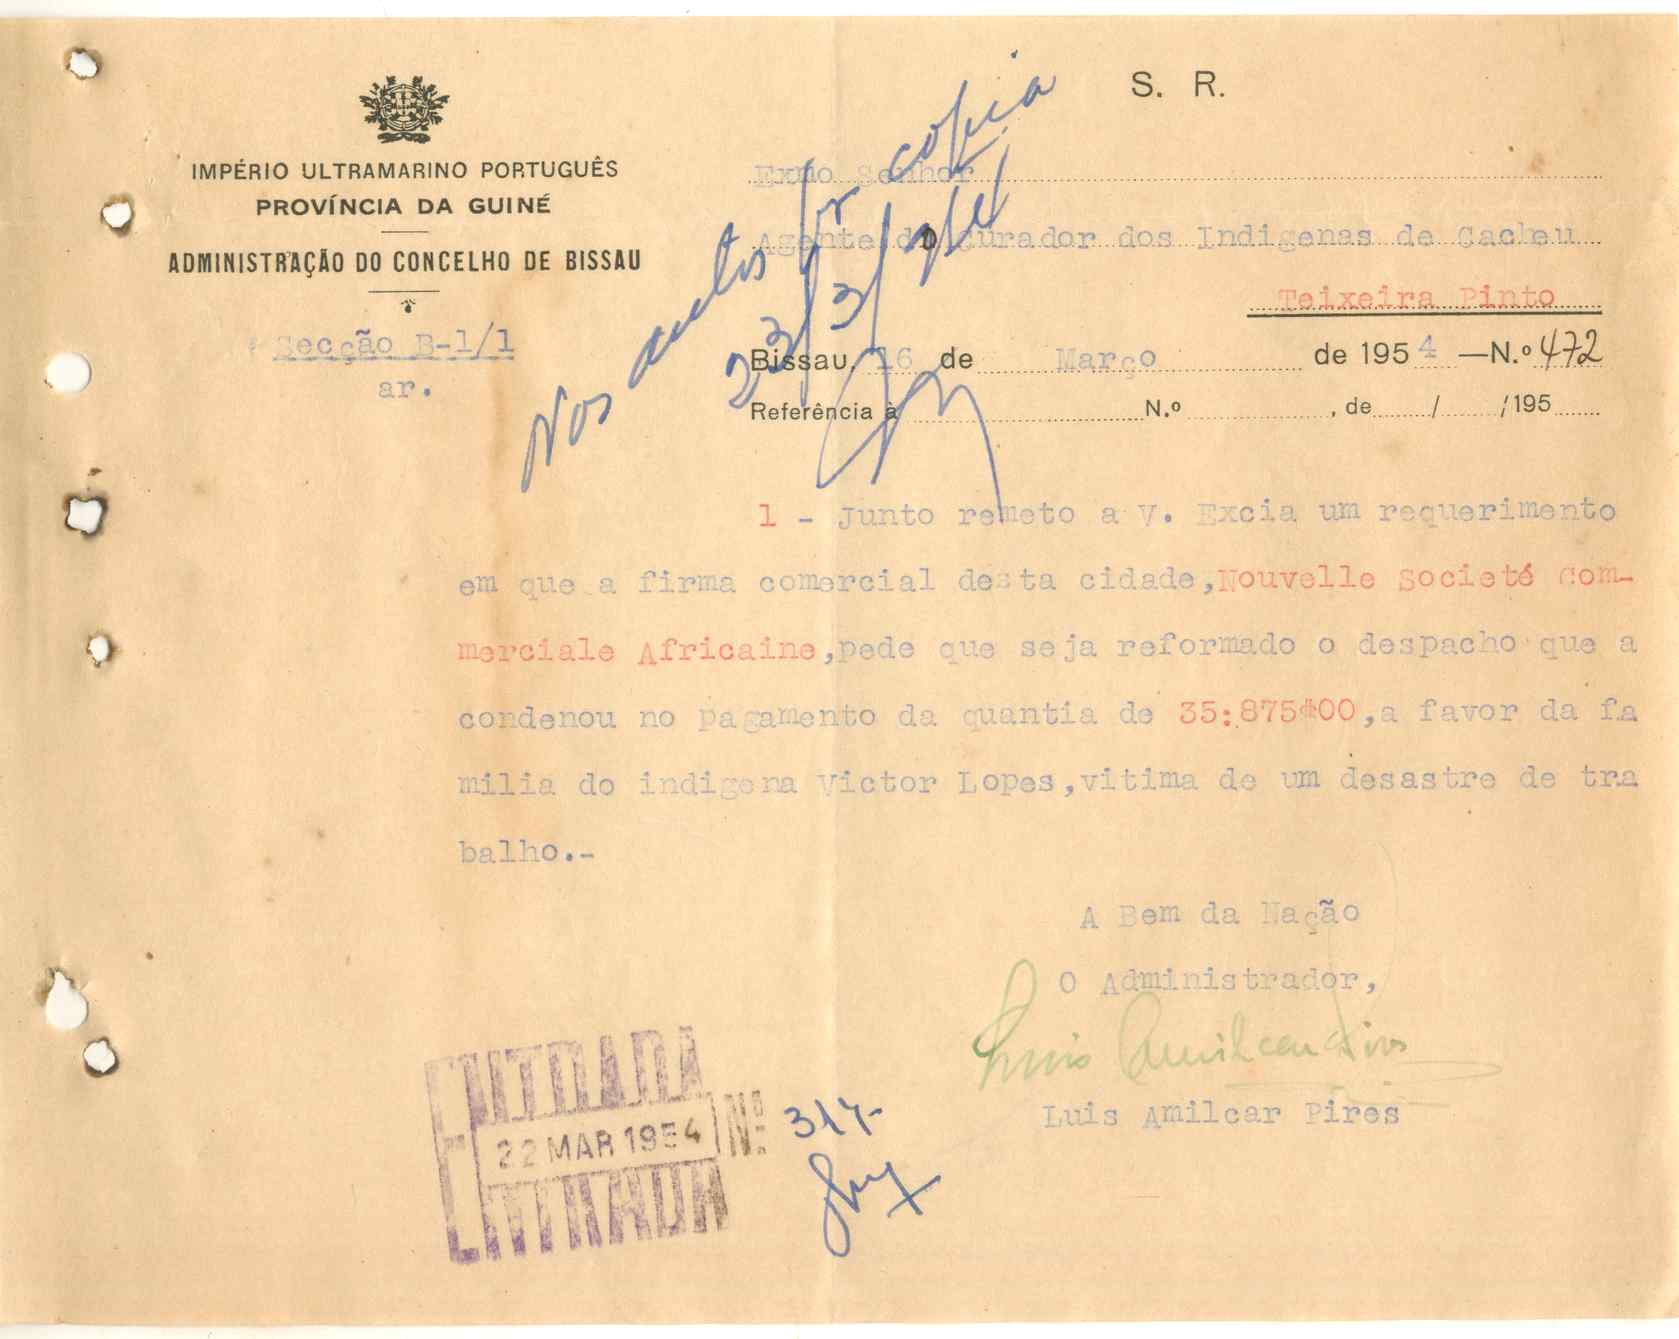 S. R.
IMPÉRIO ULTRAMARINO PORTUGUÊS
PROVÍNCIA DA GUINÉ
ADMINISTRAÇÃO DO CONCELHO DE BISSAU
Secção B-1/1
ar.
Nos autos por copia
23/3/954
Exmo Senhor
Agente do Curador dos Indigenas de Cacheu
Teixeira Pinto
Bissau, 16 de Março de 1954 —N.º 472
Referência à N.º , de / /195
1 - Junto remeto a V. Excia um requerimento
em que a firma comercial desta cidade,Nouvelle Societé Com-
merciale Africaine,pede que seja reformado o despacho que a
condenou no pagamento da quantia de 35:875$00,a favor da fa
milia do indigena Victor Lopes,vitima de um desastre de tra
balho.-
A Bem da Nação
O Administrador,
Luis Amilcar Pires
Luis Amilcar Pires
ENTRADA
22 MAR 1954 Nº 317-
ENTRADA